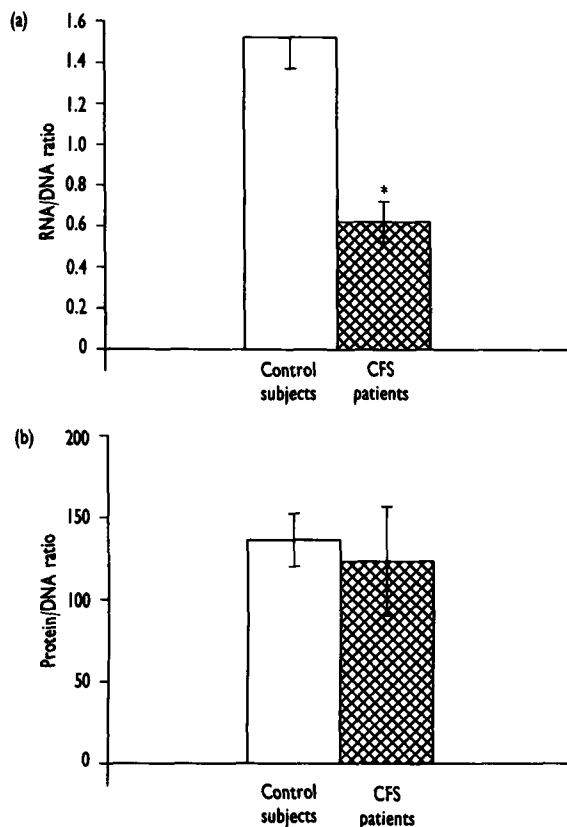 (a)
1.6
1.4
1.2
1.0
0.8
0.6
0.4
0.2
0
RNA/DNA ratio
*
Control
subjects
CFS
patients
(b)
200
150
100
50
0
Protein/DNA ratio
Control
subjects
CFS
patients